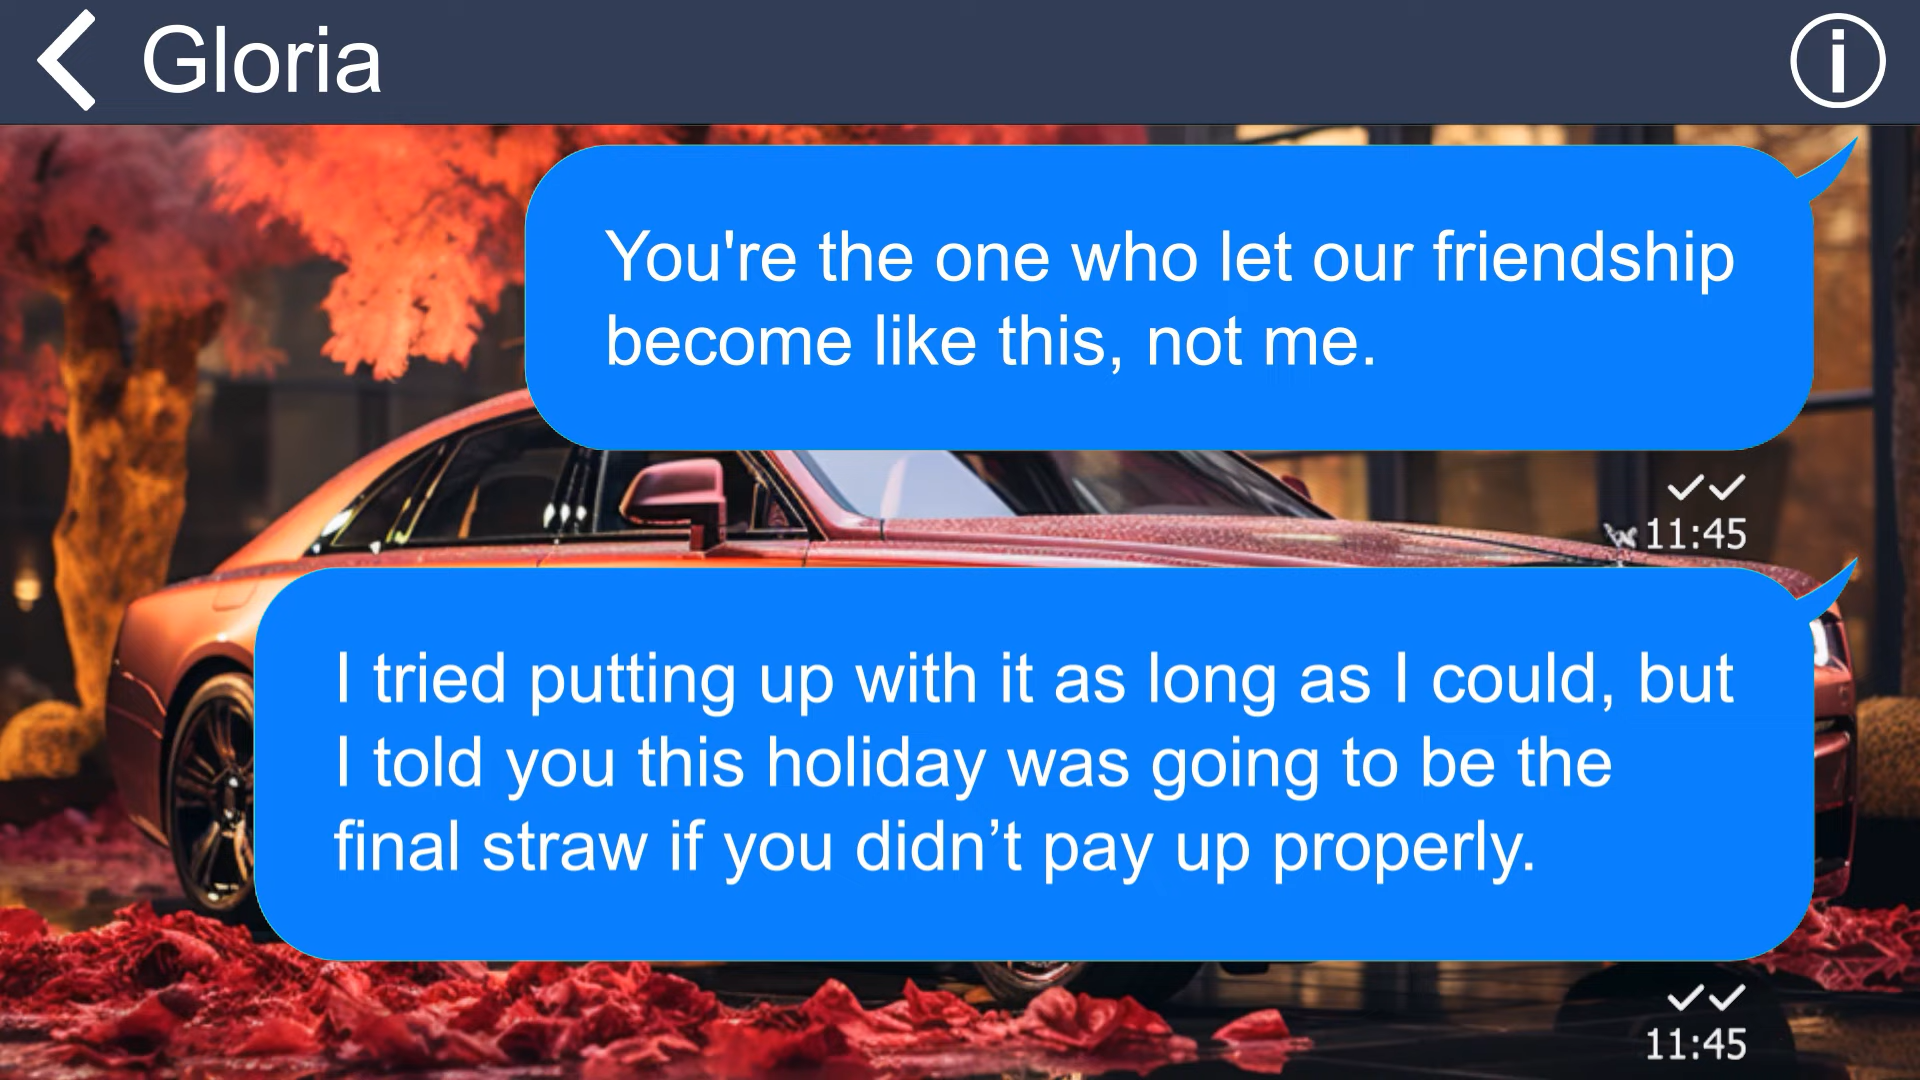 Gloria
You're the one who let our friendship
become like this, not me.
11:45
I tried putting up with it as long as I could, but
I told you this holiday was going to be the
final straw if you didn’t pay up properly.
11:45